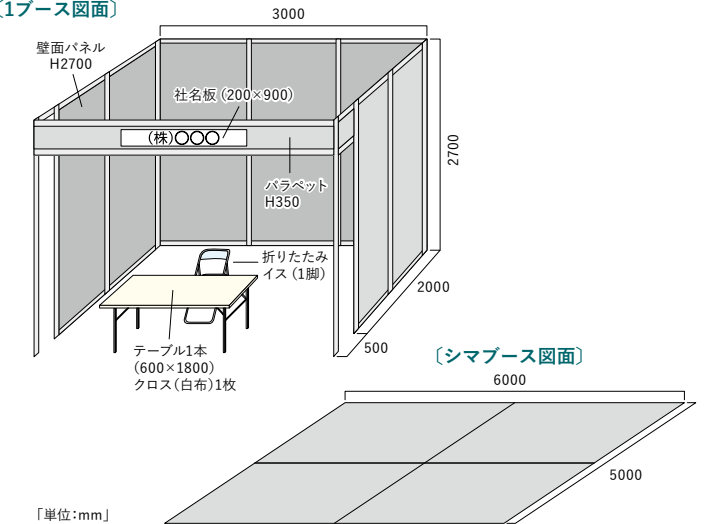 〔1ブース図面〕
3000
壁面パネル
H2700
社名板（200×900）
（株）〇〇〇
2700
パラペット
H350
折りたたみ
イス（1脚）
2000
500
テーブル1本
（600×1800）
クロス（白布）1枚
〔シマブース図面〕
6000
5000
「単位：mm」